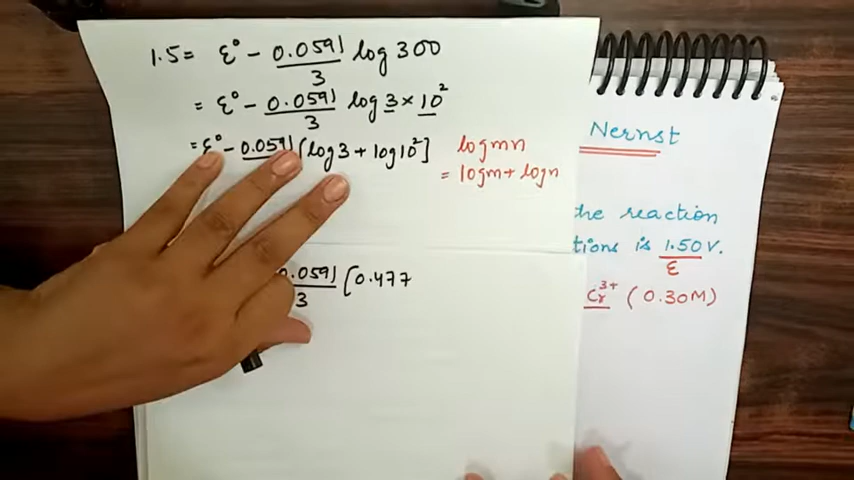 1.5 = ε° - 0.0591/3 log 300
= ε° - 0.0591/3 log 3 × 10²
= ε° - 0.0591 [log 3 + log 10²]
log mn
= log m + log n
0.0591/3 [0.477
Nernst
the reaction
is 1.50 V.
ε
Cr³⁺ (0.30M)